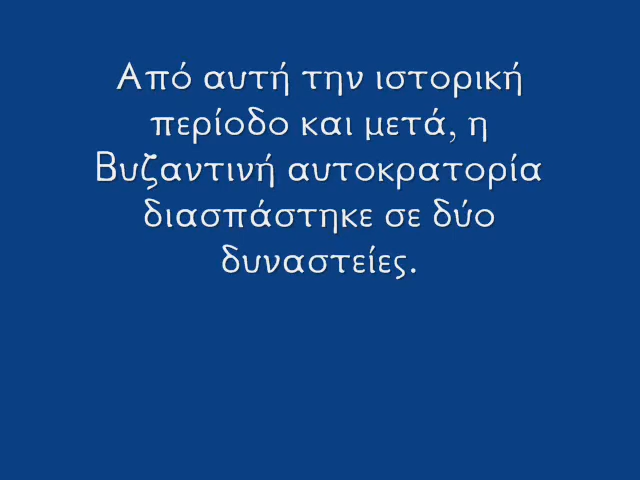 Από αυτή την ιστορική
περίοδο και μετά, η
Βυζαντινή αυτοκρατορία
διασπάστηκε σε δύο
δυναστείες.